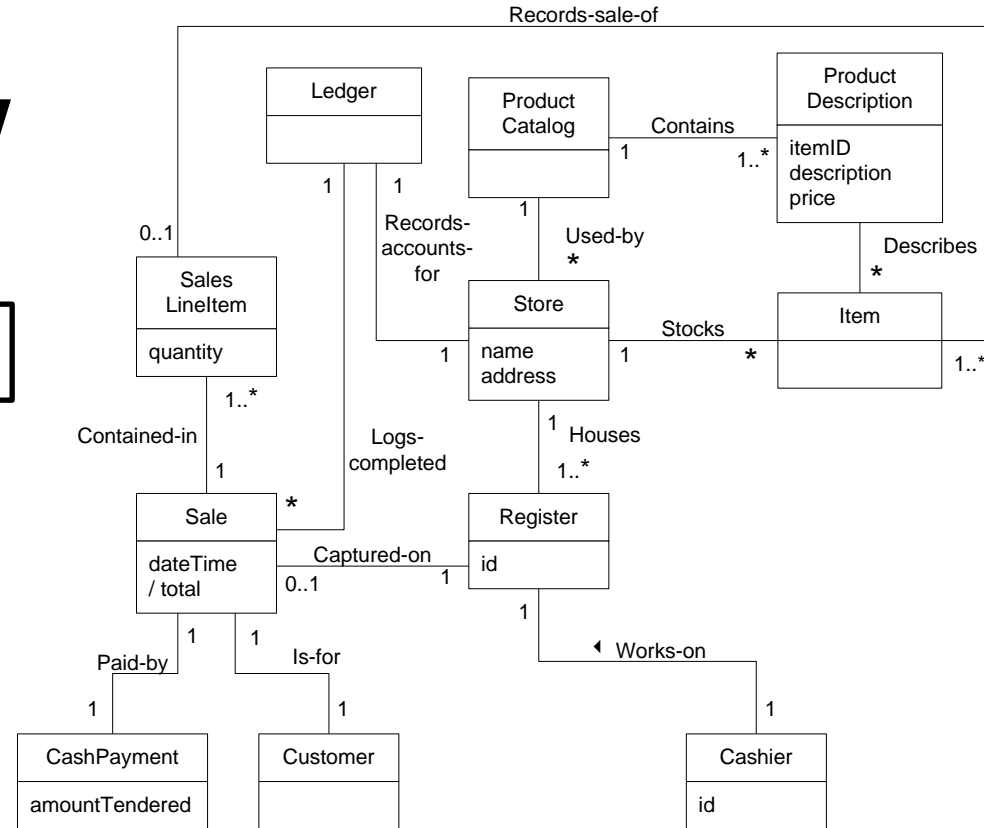 Records-sale-of
Ledger
Product
Catalog
Product
Description
itemID
description
price
Contains
1
1..*
1
1
1
Records-
accounts-
for
Used-by
*
Describes
*
0..1
Sales
LineItem
quantity
Store
name
address
Stocks
1
1
*
Item
1..*
1..*
Contained-in
1
Logs-
completed
*
1
Houses
1..*
Sale
dateTime
/ total
Captured-on
0..1
1
Register
id
1
1
1
Paid-by
Is-for
Works-on
1
1
1
CashPayment
amountTendered
Customer
Cashier
id